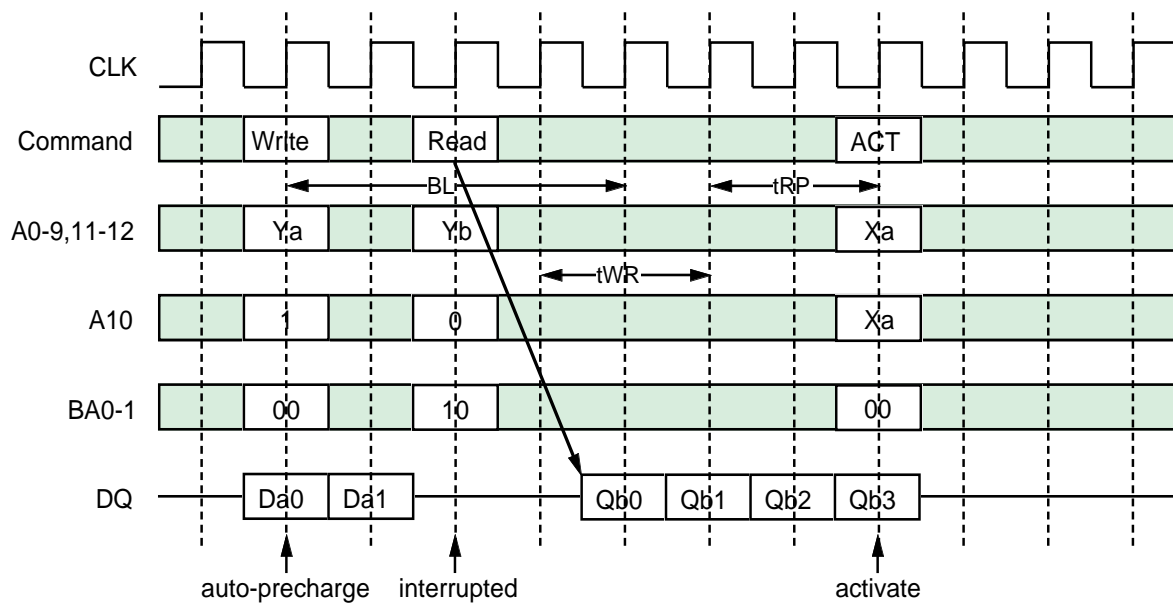 CLK
Command Write Read ACT
BL tRP
A0-9,11-12 Ya Yb Xa
tWR
A10 1 0 Xa
BA0-1 00 10 00
DQ Da0 Da1 Qb0 Qb1 Qb2 Qb3
auto-precharge interrupted activate